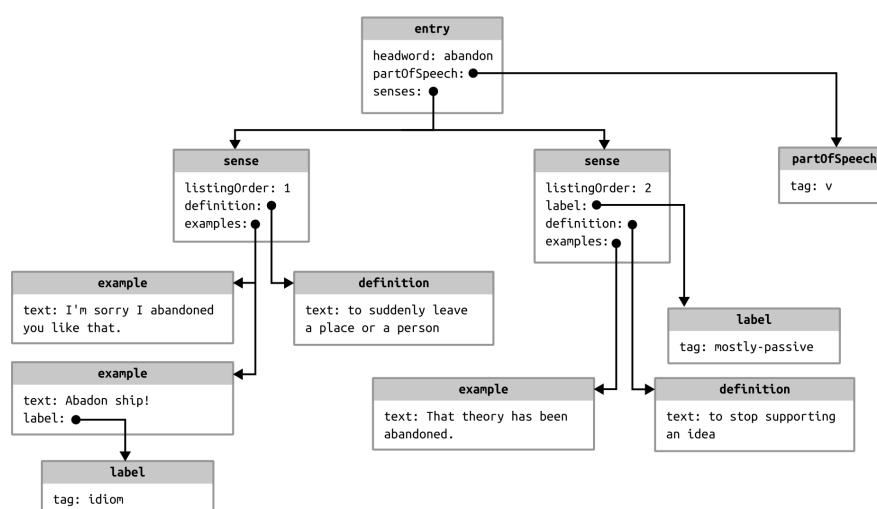 entry
headword: abandon
partOfSpeech:
senses:
sense
listingOrder: 1
definition:
examples:
sense
listingOrder: 2
label:
definition:
examples:
partOfSpeech
tag: v
example
text: I'm sorry I abandoned
you like that.
definition
text: to suddenly leave
a place or a person
label
tag: mostly-passive
example
text: Abadon ship!
label:
example
text: That theory has been
abandoned.
definition
text: to stop supporting
an idea
label
tag: idiom